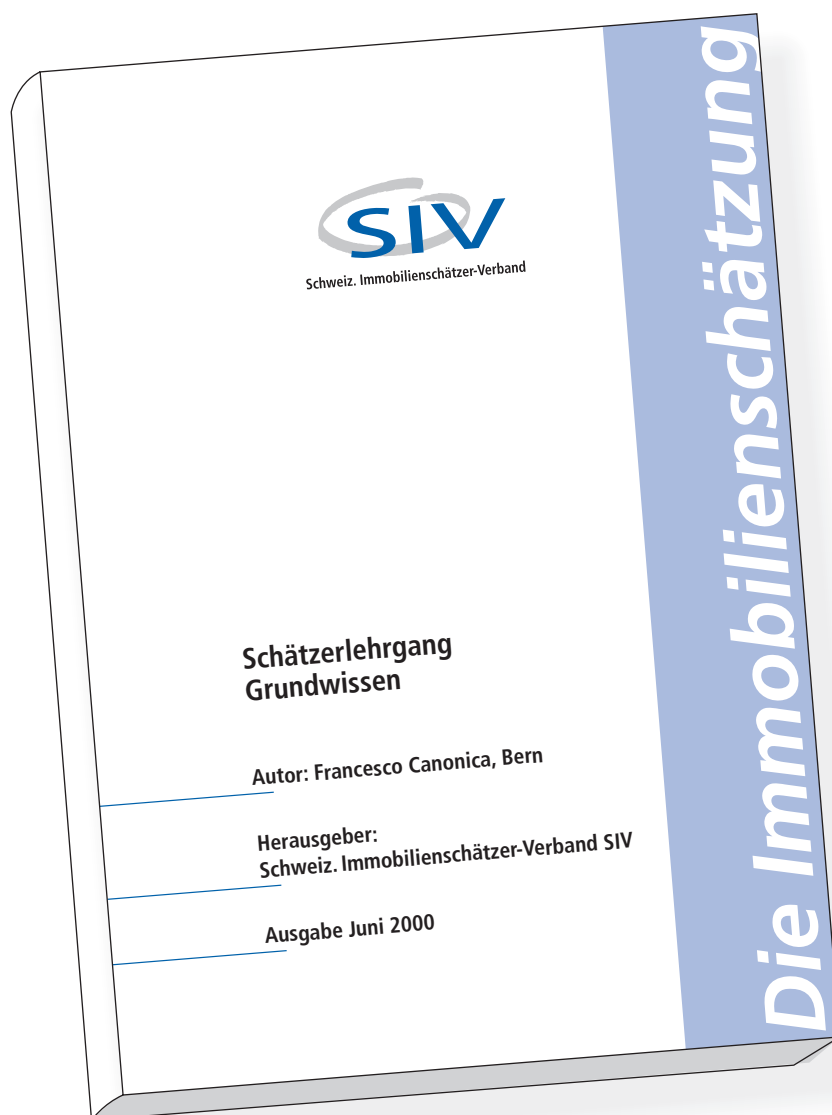 SIV
Schweiz. Immobilienschätzer-Verband
Schätzerlehrgang
Grundwissen
Autor: Francesco Canonica, Bern
Herausgeber:
Schweiz. Immobilienschätzer-Verband SIV
Ausgabe Juni 2000
Die Immobilienschätzung